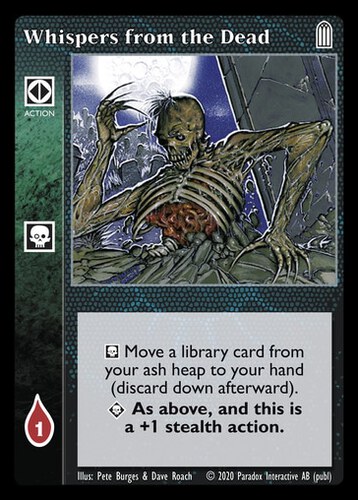 Whispers from the Dead
ACTION
Move a library card from
your ash heap to your hand
(discard down afterward).
As above, and this is
a +1 stealth action.
1
Illus: Pete Burges & Dave Roach © 2020 Paradox Interactive AB (publ)